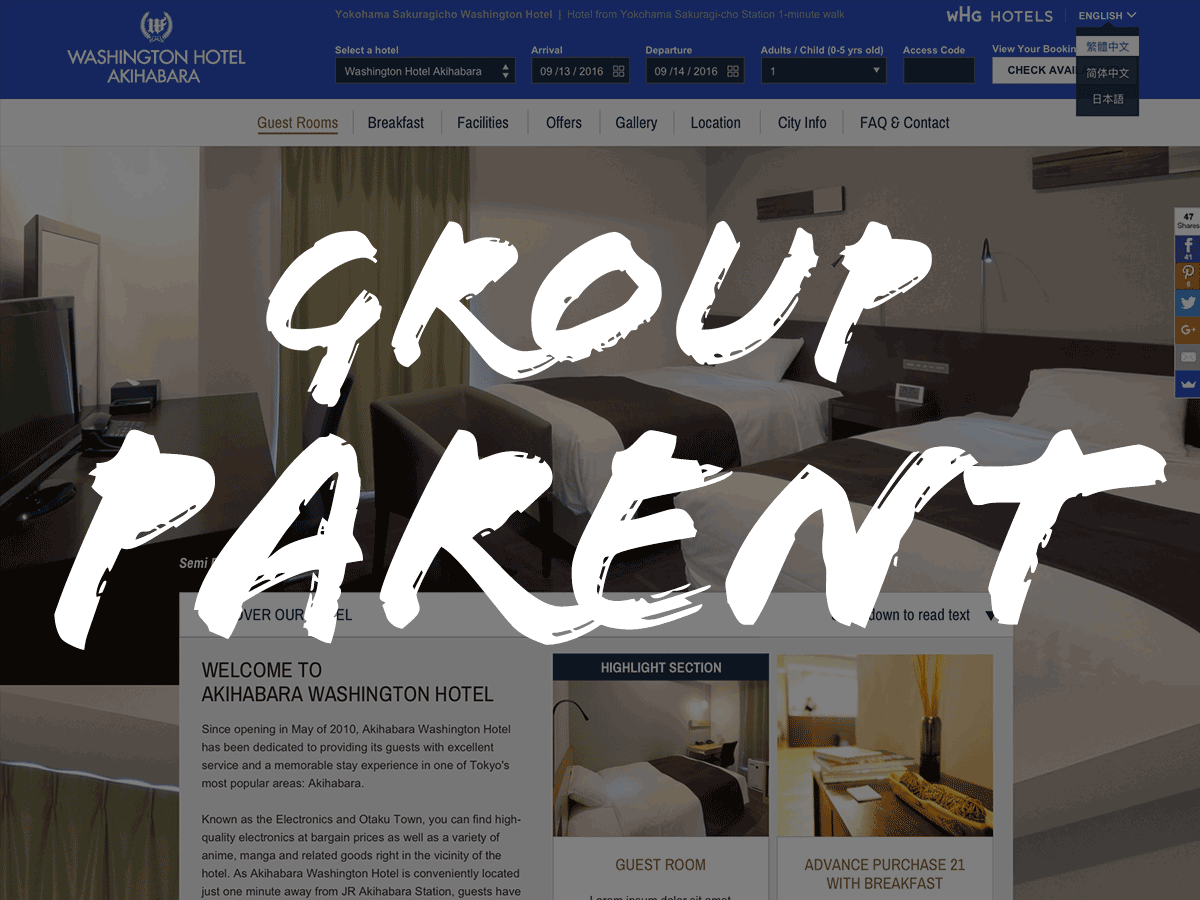 Yokohama Sakuragicho Washington Hotel | Hotel from Yokohama Sakuragi-cho Station 1-minute walk
WHG HOTELS
ENGLISH
繁體中文
简体中文
日本語
WASHINGTON HOTEL
AKIHABARA
Select a hotel
Washington Hotel Akihabara
Arrival
09 /13 / 2016
Departure
09 /14 / 2016
Adults / Child (0-5 yrs old)
1
Access Code
View Your Bookin
CHECK AVAI
Guest Rooms
Breakfast
Facilities
Offers
Gallery
Location
City Info
FAQ & Contact
47
Shares
41
6
GROUP
PARENT
Semi
OVER OUR
EL
down to read text
WELCOME TO
AKIHABARA WASHINGTON HOTEL
Since opening in May of 2010, Akihabara Washington Hotel
has been dedicated to providing its guests with excellent
service and a memorable stay experience in one of Tokyo's
most popular areas: Akihabara.
Known as the Electronics and Otaku Town, you can find high-
quality electronics at bargain prices as well as a variety of
anime, manga and related goods right in the vicinity of the
hotel. As Akihabara Washington Hotel is conveniently located
just one minute away from JR Akihabara Station, guests have
HIGHLIGHT SECTION
GUEST ROOM
Lorem ipsum dolor sit amet
ADVANCE PURCHASE 21
WITH BREAKFAST